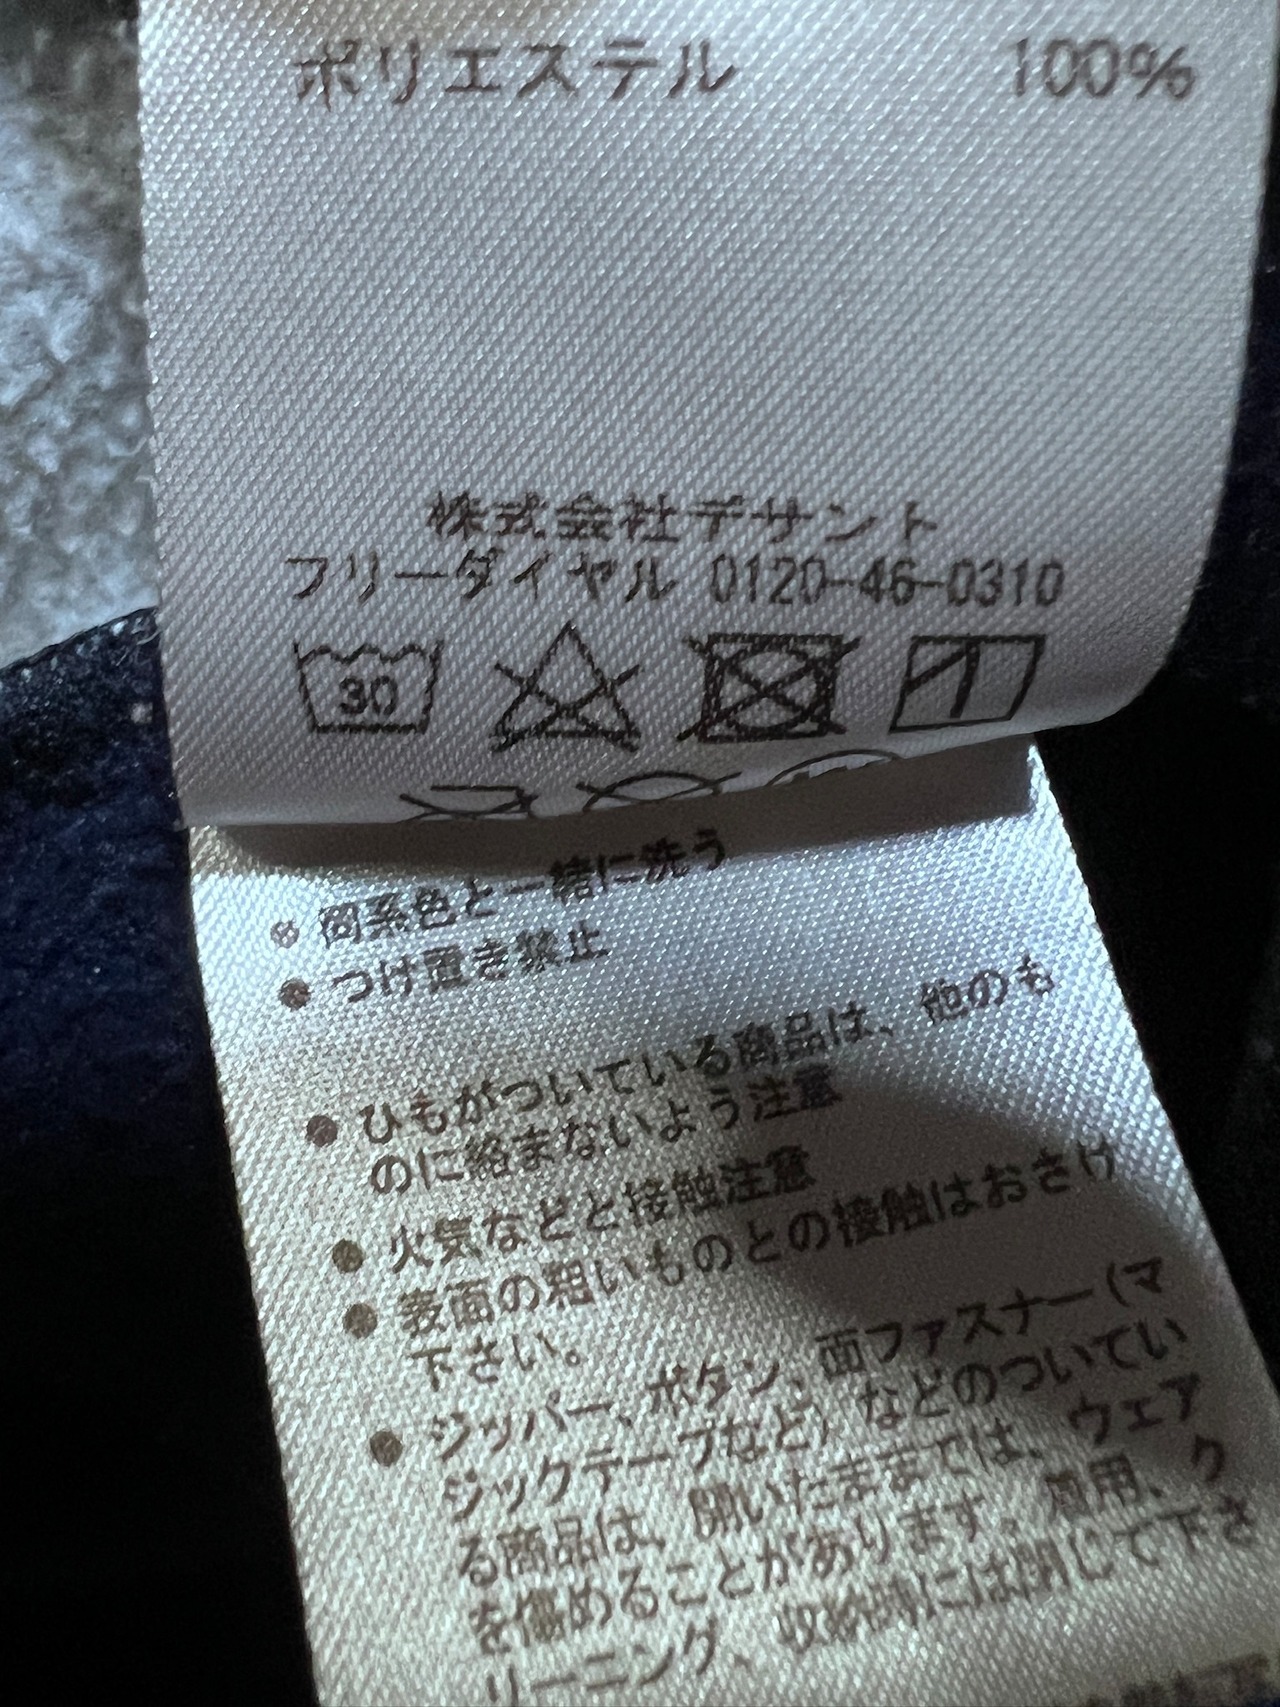 ポリエステル 100%
株式会社デサント
フリーダイヤル 0120-46-0310
30
● 同系色と一緒に洗う
● つけ置き禁止
● ひもがついている商品は、他のも
のに絡まないよう注意
● 火気などと接触注意
● 表面の粗いものとの接触はおさけ
下さい。
● ジッパー、ボタン、面ファスナー(マ
ジックテープなど)などのついてい
る商品は、開いたままでは、ウェア
を傷めることがあります。着用、ク
リーニング、収納時には閉じて下さ